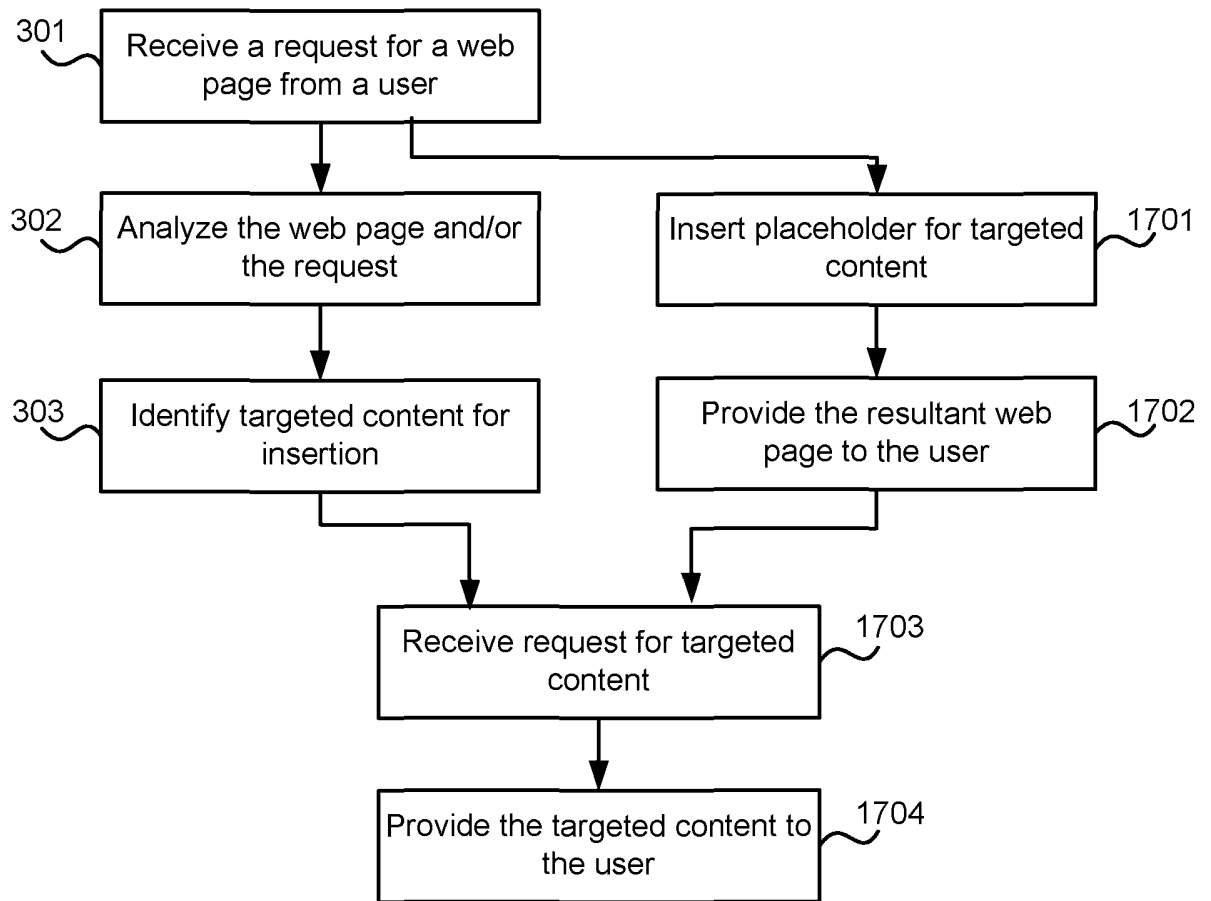 301
Receive a request for a web
page from a user
302
Analyze the web page and/or
the request
Insert placeholder for targeted
content
1701
303
Identify targeted content for
insertion
Provide the resultant web
page to the user
1702
Receive request for targeted
content
1703
Provide the targeted content to
the user
1704